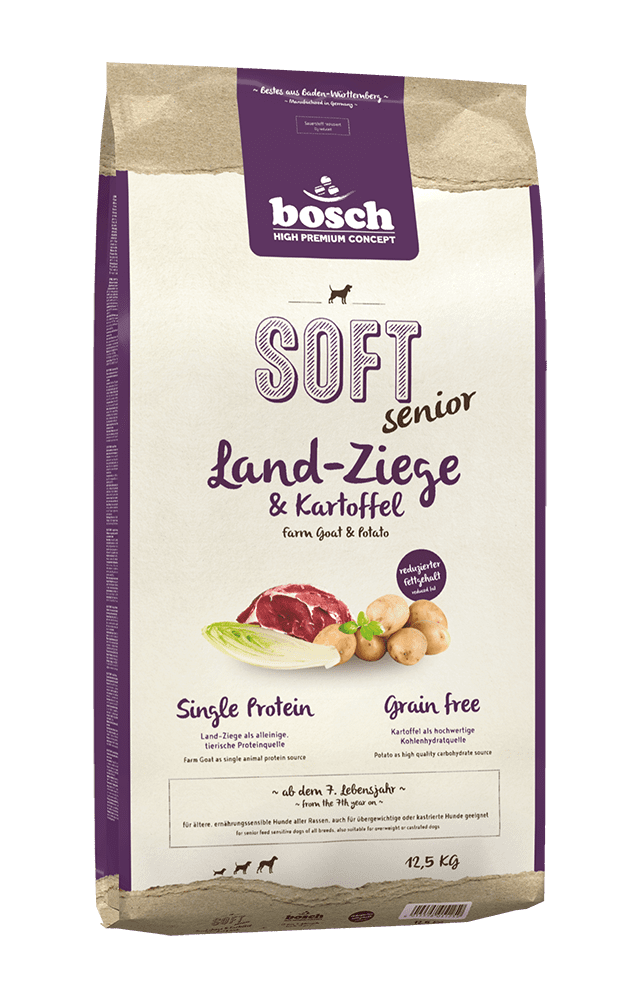 ~ Bestes aus Baden-Württemberg ~
~ Manufactured in Germany ~
bosch
HIGH PREMIUM CONCEPT
SOFT
senior
Land-Ziege
& Kartoffel
Farm Goat & Potato
reduzierter
Fettgehalt
reduced fat
Single Protein
Land-Ziege als alleinige,
tierische Proteinquelle
Farm Goat as single animal protein source
Grain free
Kartoffel als hochwertige
Kohlenhydratquelle
Potato as high quality carbohydrate source
~ ab dem 7. Lebensjahr ~
~ from the 7th year on ~
für ältere, ernährungssensible Hunde aller Rassen, auch für übergewichtige oder kastrierte Hunde geeignet
for senior feed sensitive dogs of all breeds, also suitable for overweight or castrated dogs
12,5 KG
SOFT
bosch